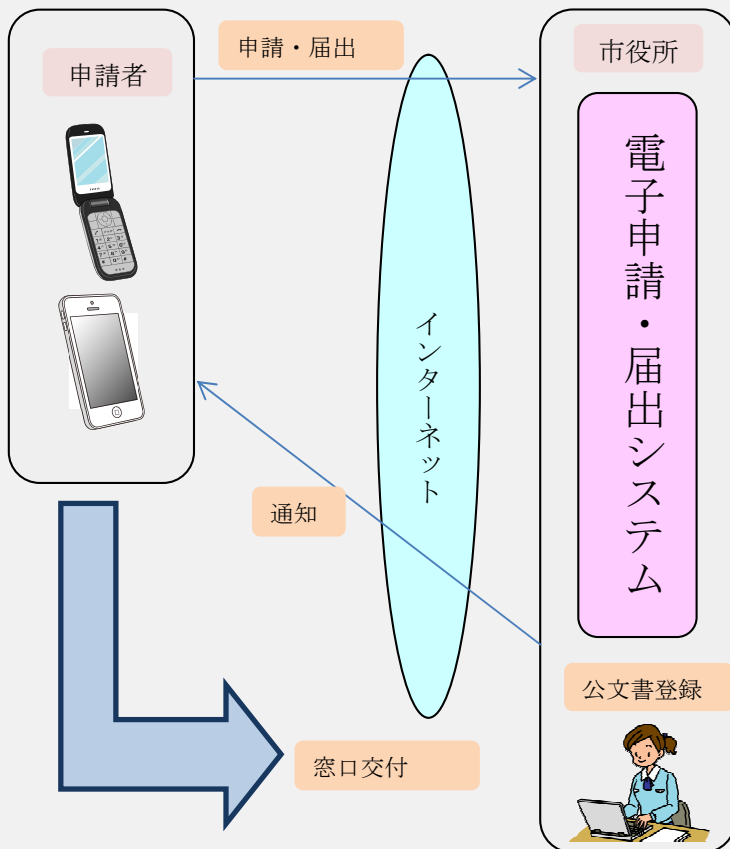 申請・届出
申請者
市役所
電子申請・届出システム
インターネット
通知
公文書登録
窓口交付